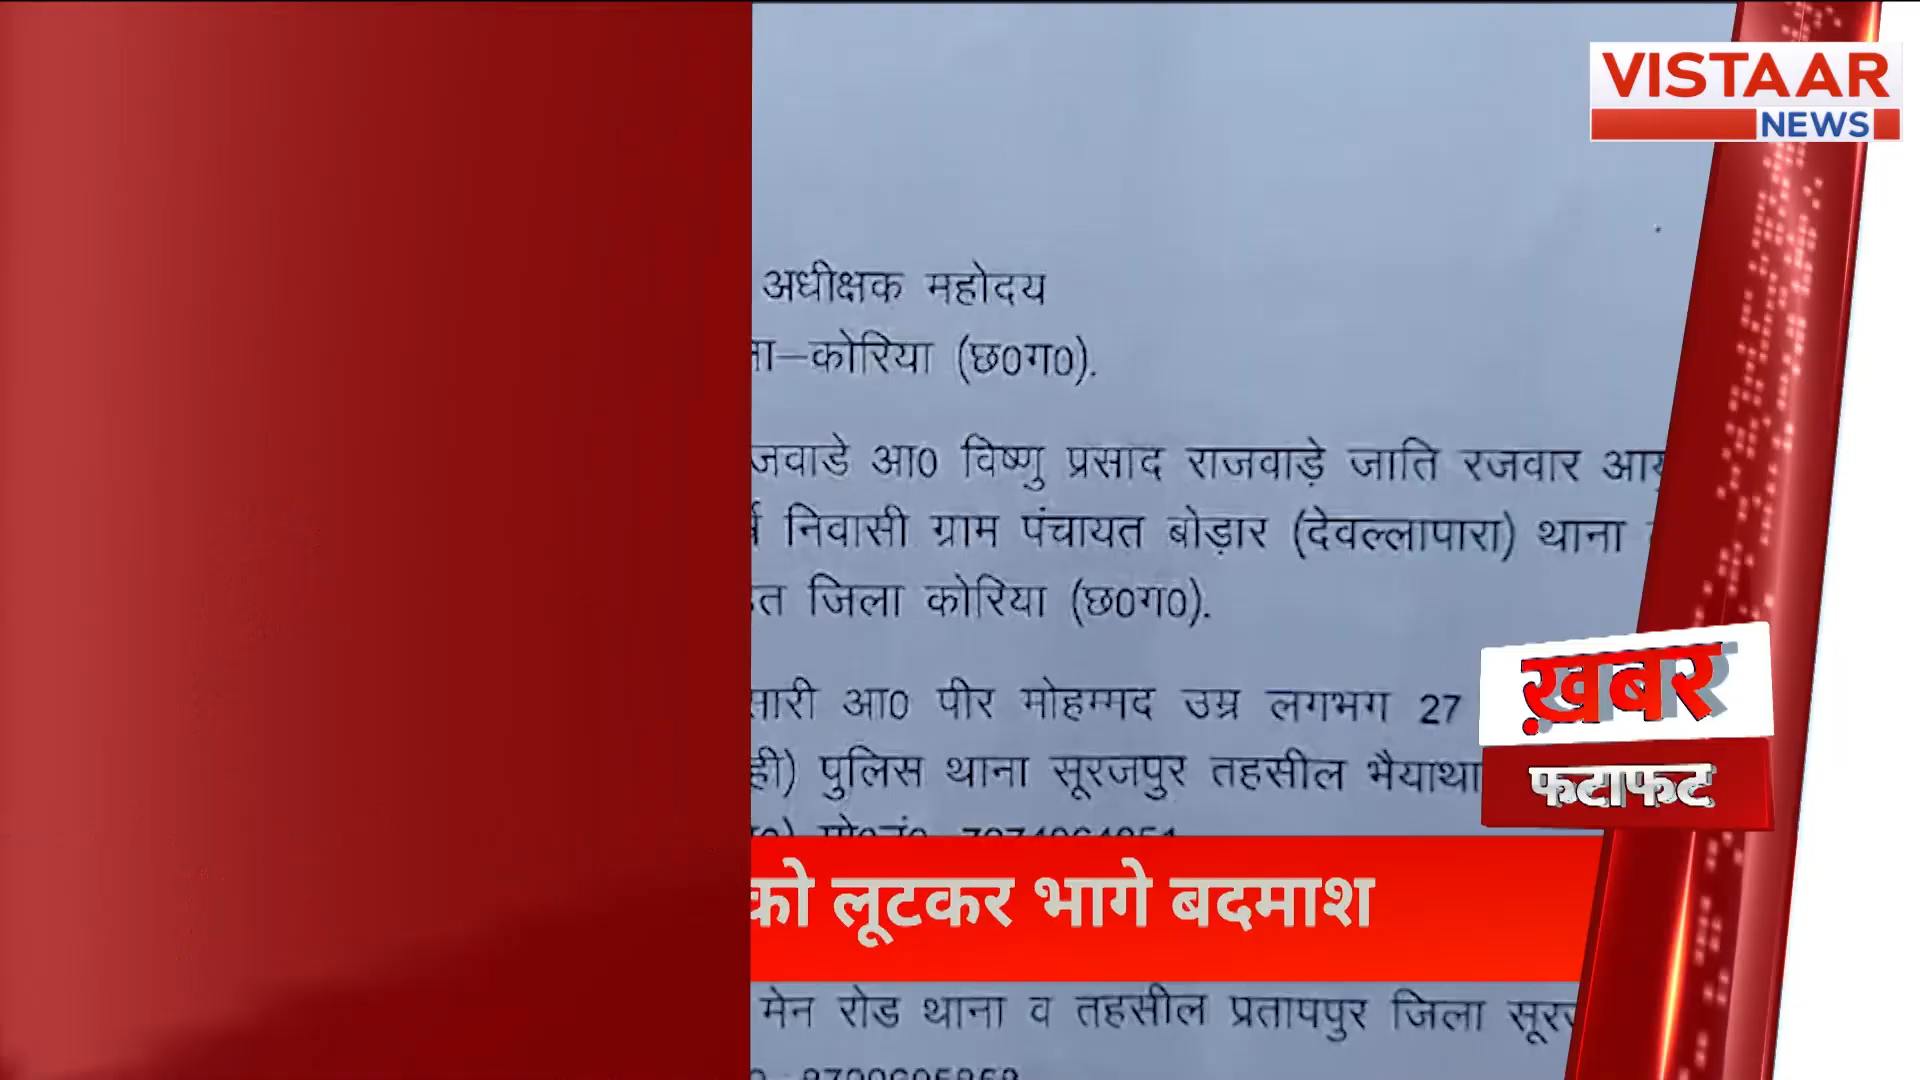 VISTAAR
NEWS
अधीक्षक महोदय
कोरिया (छ0ग0).
आ0 विष्णु प्रसाद राजवाड़े जाति रजवार
निवासी ग्राम पंचायत बोड़ार (देवल्लापारा) थाना
जिला कोरिया (छ0ग0).
आ0 पीर मोहम्मद उम्र लगभग 27
पुलिस थाना सूरजपुर तहसील
ख़बर
फटाफट
को लूटकर भागे बदमाश
मेन रोड थाना व तहसील प्रतापपुर जिला